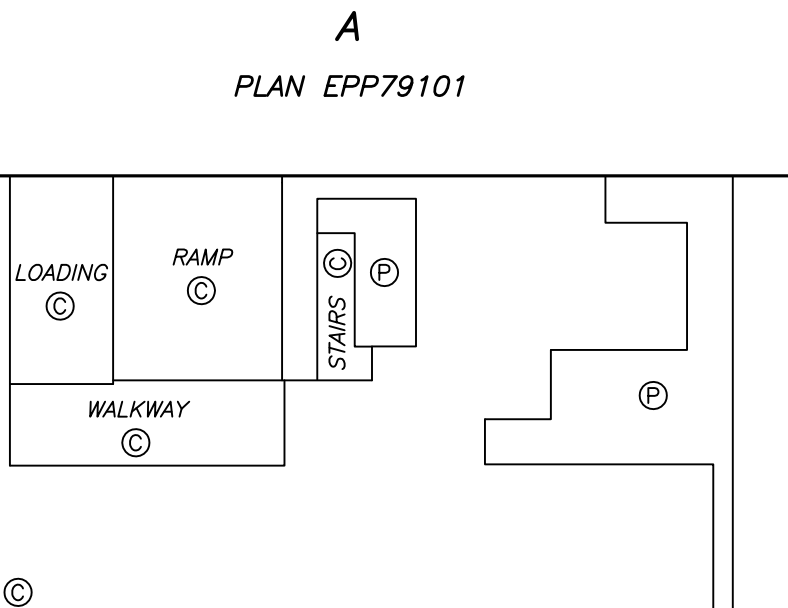 A
PLAN EPP79101
LOADING
Ⓒ
RAMP
Ⓒ
STAIRS Ⓒ
Ⓟ
WALKWAY
Ⓒ
Ⓟ
Ⓒ